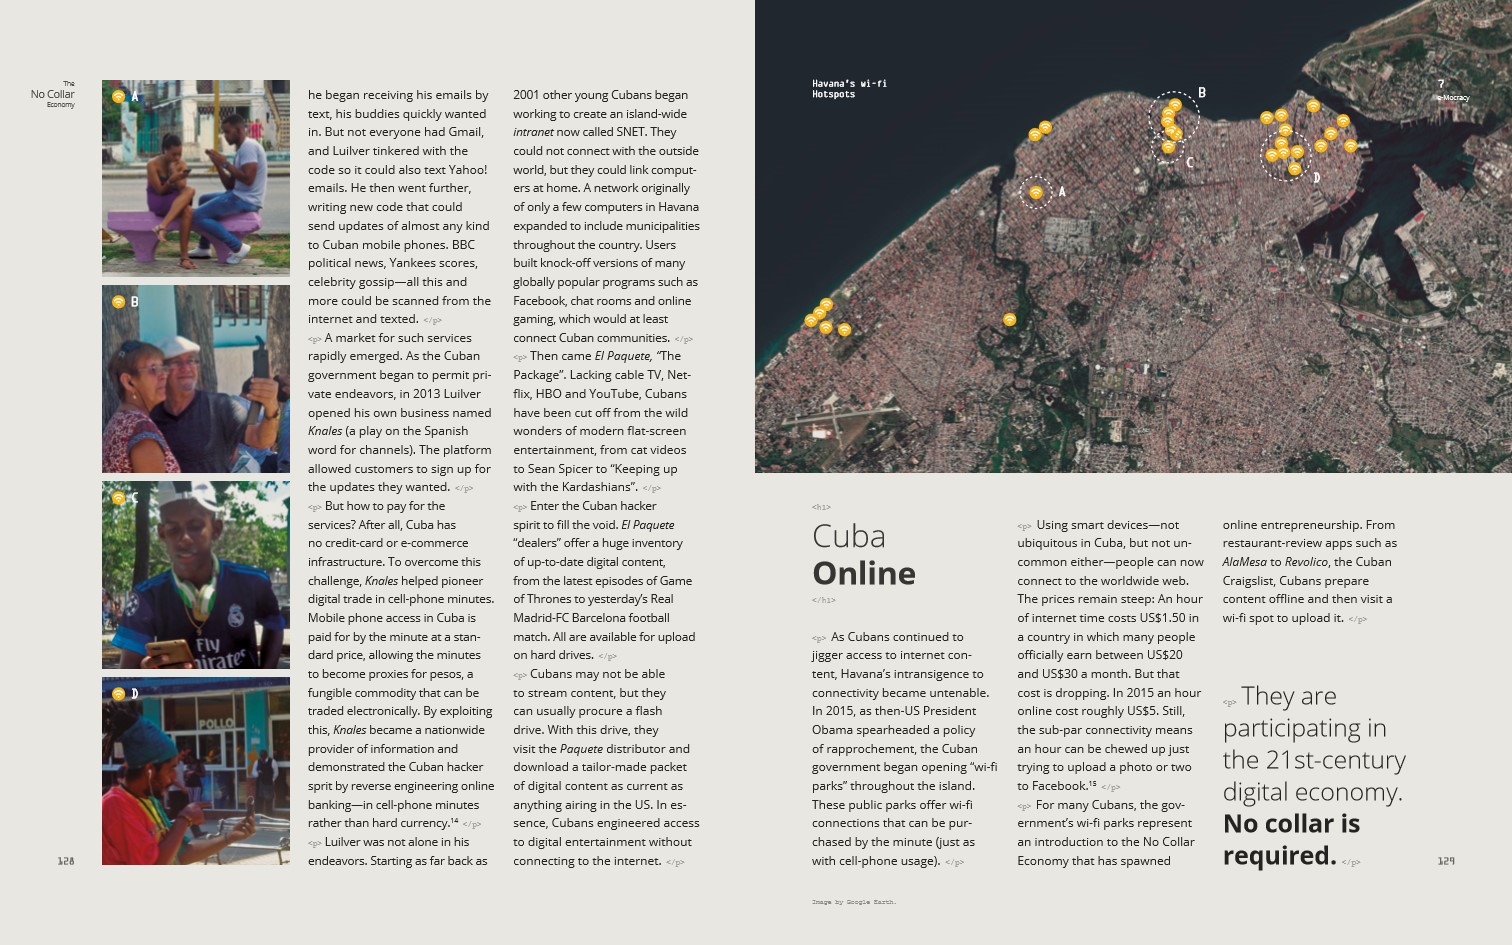 The
No Collar
Economy
A
B
C
Fly
Emirates
D
POLLO
he began receiving his emails by
text, his buddies quickly wanted
in. But not everyone had Gmail,
and Luilver tinkered with the
code so it could also text Yahoo!
emails. He then went further,
writing new code that could
send updates of almost any kind
to Cuban mobile phones. BBC
political news, Yankees scores,
celebrity gossip—all this and
more could be scanned from the
internet and texted. </p>
<p> A market for such services
rapidly emerged. As the Cuban
government began to permit pri-
vate endeavors, in 2013 Luilver
opened his own business named
Knales (a play on the Spanish
word for channels). The platform
allowed customers to sign up for
the updates they wanted. </p>
<p> But how to pay for the
services? After all, Cuba has
no credit-card or e-commerce
infrastructure. To overcome this
challenge, Knales helped pioneer
digital trade in cell-phone minutes.
Mobile phone access in Cuba is
paid for by the minute at a stan-
dard price, allowing the minutes
to become proxies for pesos, a
fungible commodity that can be
traded electronically. By exploiting
this, Knales became a nationwide
provider of information and
demonstrated the Cuban hacker
sprit by reverse engineering online
banking—in cell-phone minutes
rather than hard currency.¹⁴ </p>
<p> Luilver was not alone in his
endeavors. Starting as far back as
2001 other young Cubans began
working to create an island-wide
intranet now called SNET. They
could not connect with the outside
world, but they could link comput-
ers at home. A network originally
of only a few computers in Havana
expanded to include municipalities
throughout the country. Users
built knock-off versions of many
globally popular programs such as
Facebook, chat rooms and online
gaming, which would at least
connect Cuban communities. </p>
<p> Then came El Paquete, “The
Package”. Lacking cable TV, Net-
flix, HBO and YouTube, Cubans
have been cut off from the wild
wonders of modern flat-screen
entertainment, from cat videos
to Sean Spicer to “Keeping up
with the Kardashians”. </p>
<p> Enter the Cuban hacker
spirit to fill the void. El Paquete
“dealers” offer a huge inventory
of up-to-date digital content,
from the latest episodes of Game
of Thrones to yesterday’s Real
Madrid-FC Barcelona football
match. All are available for upload
on hard drives. </p>
<p> Cubans may not be able
to stream content, but they
can usually procure a flash
drive. With this drive, they
visit the Paquete distributor and
download a tailor-made packet
of digital content as current as
anything airing in the US. In es-
sence, Cubans engineered access
to digital entertainment without
connecting to the internet. </p>
128
Havana's wi-fi
Hotspots
7
e-Mocracy
B
C
A
D
<h1>
Cuba
Online
</h1>
<p> As Cubans continued to
jigger access to internet con-
tent, Havana’s intransigence to
connectivity became untenable.
In 2015, as then-US President
Obama spearheaded a policy
of rapprochement, the Cuban
government began opening “wi-fi
parks” throughout the island.
These public parks offer wi-fi
connections that can be pur-
chased by the minute (just as
with cell-phone usage). </p>
<p> Using smart devices—not
ubiquitous in Cuba, but not un-
common either—people can now
connect to the worldwide web.
The prices remain steep: An hour
of internet time costs US$1.50 in
a country in which many people
officially earn between US$20
and US$30 a month. But that
cost is dropping. In 2015 an hour
online cost roughly US$5. Still,
the sub-par connectivity means
an hour can be chewed up just
trying to upload a photo or two
to Facebook.¹⁵ </p>
<p> For many Cubans, the gov-
ernment’s wi-fi parks represent
an introduction to the No Collar
Economy that has spawned
online entrepreneurship. From
restaurant-review apps such as
AlaMesa to Revolico, the Cuban
Craigslist, Cubans prepare
content offline and then visit a
wi-fi spot to upload it. </p>
<p> They are
participating in
the 21st-century
digital economy.
No collar is
required. </p>
129
Image by Google Earth.